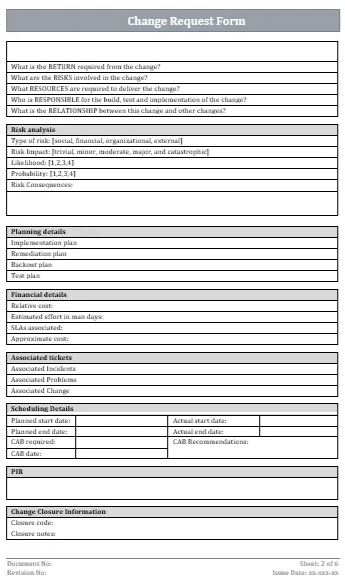 Change Request Form
What is the RETURN required from the change?
What are the RISKS involved in the change?
What RESOURCES are required to deliver the change?
Who is RESPONSIBLE for the build, test and implementation of the change?
What is the RELATIONSHIP between this change and other changes?
Risk analysis
Type of risk: [social, financial, organizational, external]
Risk Impact: [trivial, minor, moderate, major, and catastrophic]
Likelihood: [1,2,3,4]
Probability: [1,2,3,4]
Risk Consequences:
Planning details
Implementation plan
Remediation plan
Backout plan
Test plan
Financial details
Relative cost:
Estimated effort in man days:
SLAs associated:
Approximate cost:
Associated tickets
Associated Incidents
Associated Problems
Associated Change
Scheduling Details
Planned start date: Actual start date:
Planned end date: Actual end date:
CAB required: CAB Recommendations:
CAB date:
PIR
Change Closure Information
Closure code:
Closure notes:
Document No: Sheet: 2 of 6
Revision No: Issue Date: xx-xxx-xx